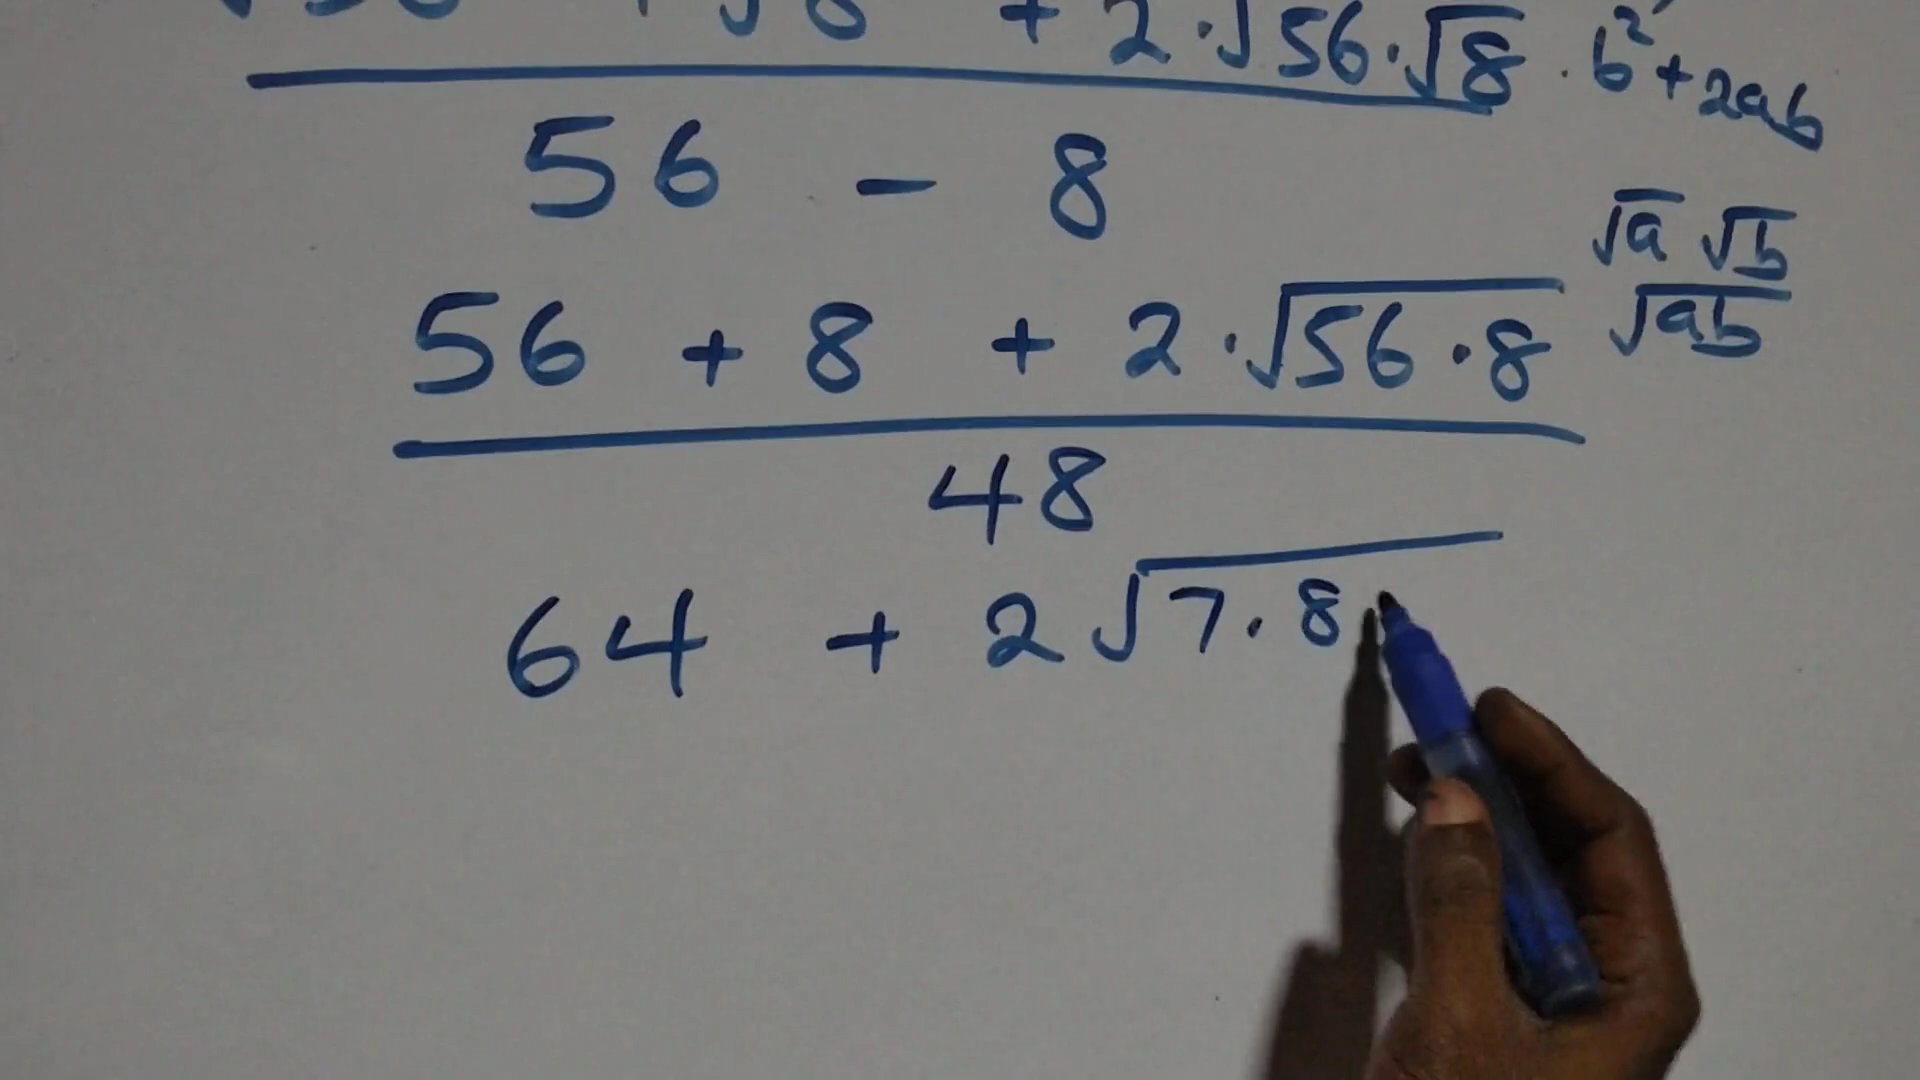 + 2·√56·√8 · b² + 2ab
56 - 8
√a √b
56 + 8 + 2·√56·8
√ab
48
64 + 2√7·8